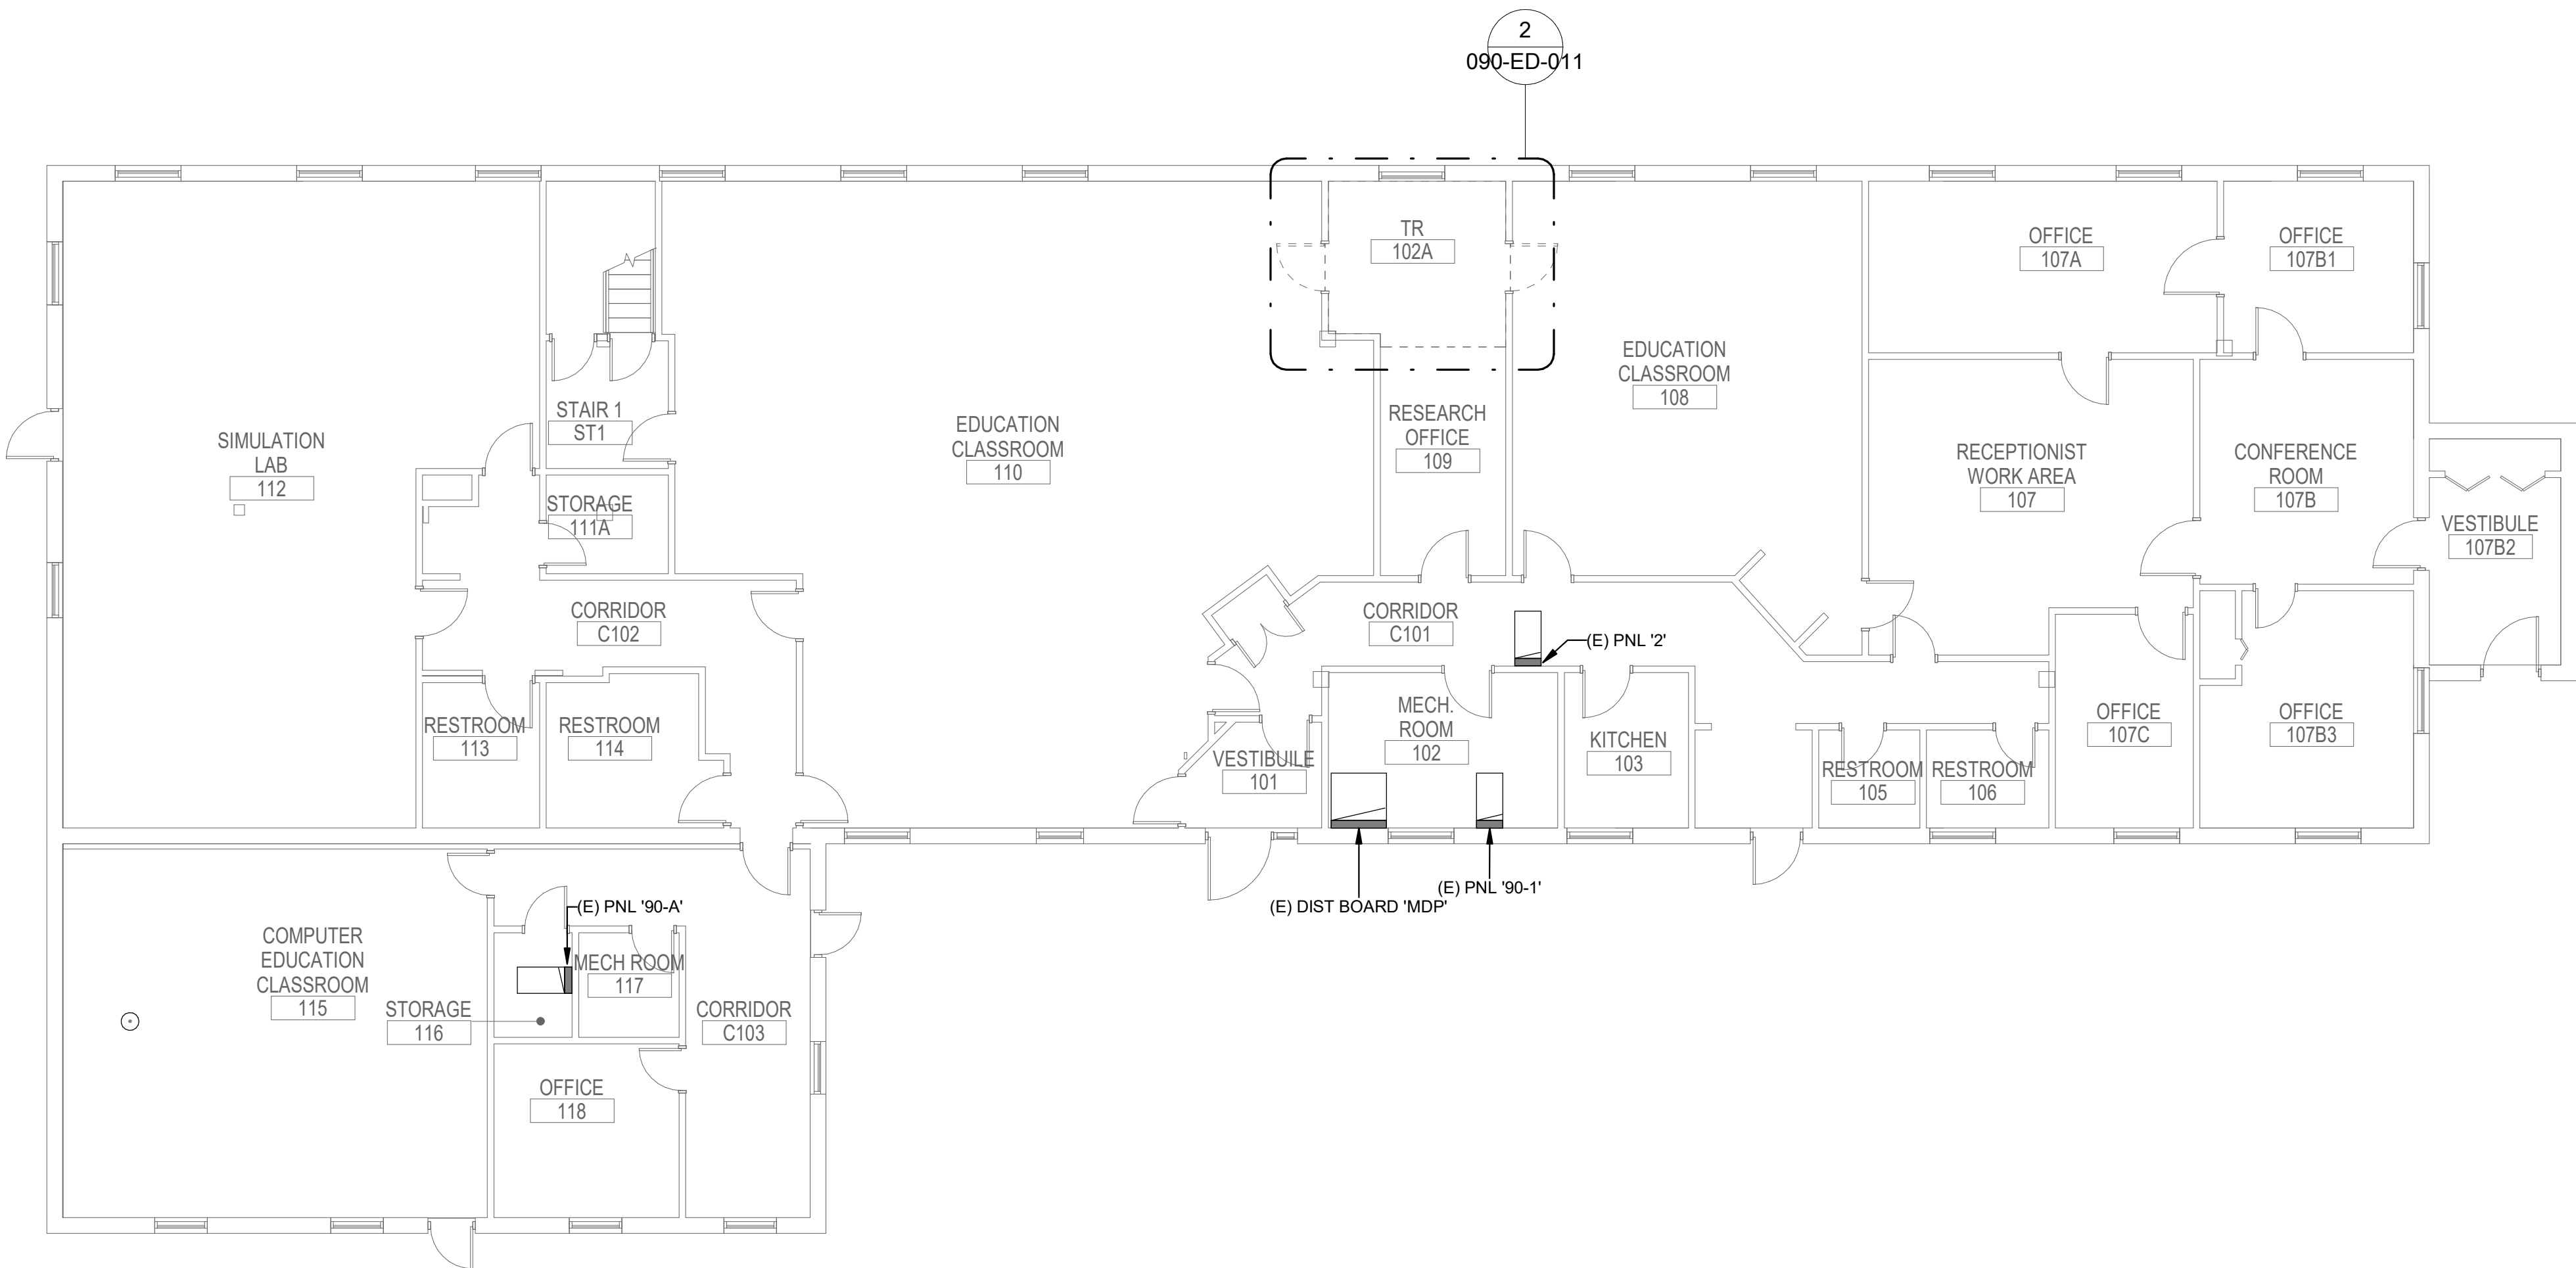 2
090-ED-011
TR
102A
OFFICE
107A
OFFICE
107B1
EDUCATION
CLASSROOM
108
STAIR 1
ST1
SIMULATION
LAB
112
EDUCATION
CLASSROOM
110
RESEARCH
OFFICE
109
RECEPTIONIST
WORK AREA
107
CONFERENCE
ROOM
107B
STORAGE
111A
VESTIBULE
107B2
CORRIDOR
C102
CORRIDOR
C101
(E) PNL '2'
RESTROOM
113
RESTROOM
114
VESTIBUILE
101
MECH.
ROOM
102
KITCHEN
103
RESTROOM
105
RESTROOM
106
OFFICE
107C
OFFICE
107B3
(E) DIST BOARD 'MDP'
(E) PNL '90-1'
(E) PNL '90-A'
COMPUTER
EDUCATION
CLASSROOM
115
STORAGE
116
MECH ROOM
117
CORRIDOR
C103
OFFICE
118